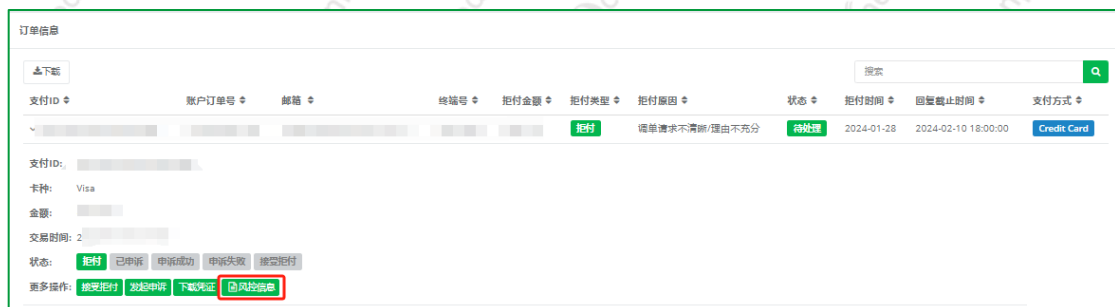 订单信息
下载 搜索
支付ID 账户订单号 邮箱 终端号 拒付金额 拒付类型 拒付原因 状态 拒付时间 回复截止时间 支付方式
拒付 调单请求不清晰/理由不充分 待处理 2024-01-28 2024-02-10 18:00:00 Credit Card
支付ID:
卡种: Visa
金额:
交易时间: 2
状态: 拒付 已申诉 申诉成功 申诉失败 接受拒付
更多操作: 接受拒付 发起申诉 下载凭证 风控信息